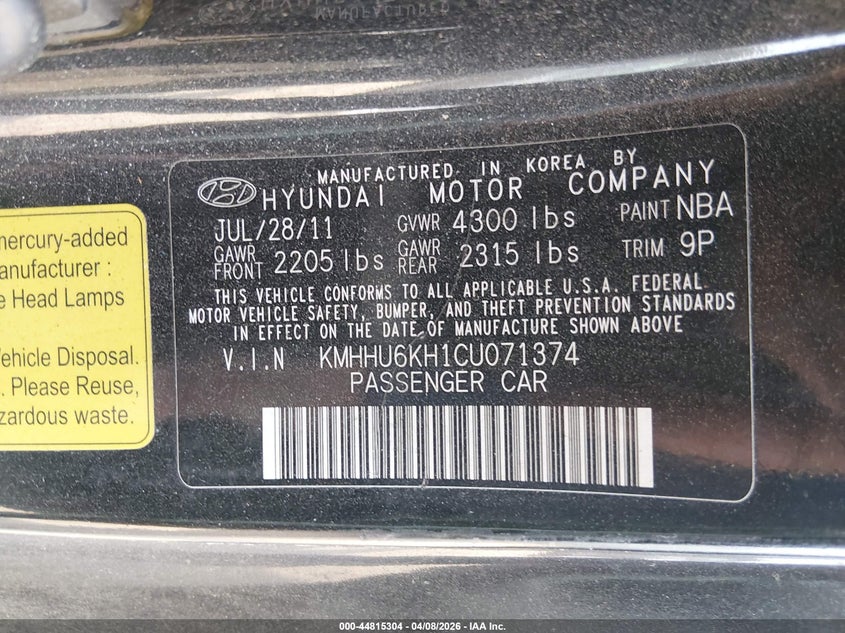 MANUFACTURED IN KOREA BY
HYUNDAI MOTOR COMPANY
JUL/28/11 GVWR 4300 lbs PAINT NBA
GAWR FRONT 2205 lbs GAWR REAR 2315 lbs TRIM 9P
THIS VEHICLE CONFORMS TO ALL APPLICABLE U.S.A. FEDERAL
MOTOR VEHICLE SAFETY, BUMPER, AND THEFT PREVENTION STANDARDS
IN EFFECT ON THE DATE OF MANUFACTURE SHOWN ABOVE
V.I.N KMHHU6KH1CU071374
PASSENGER CAR
mercury-added
anufacturer :
e Head Lamps
Vehicle Disposal.
. Please Reuse,
azardous waste.
000-44815304 | 04/08/2026 | IAA Inc.